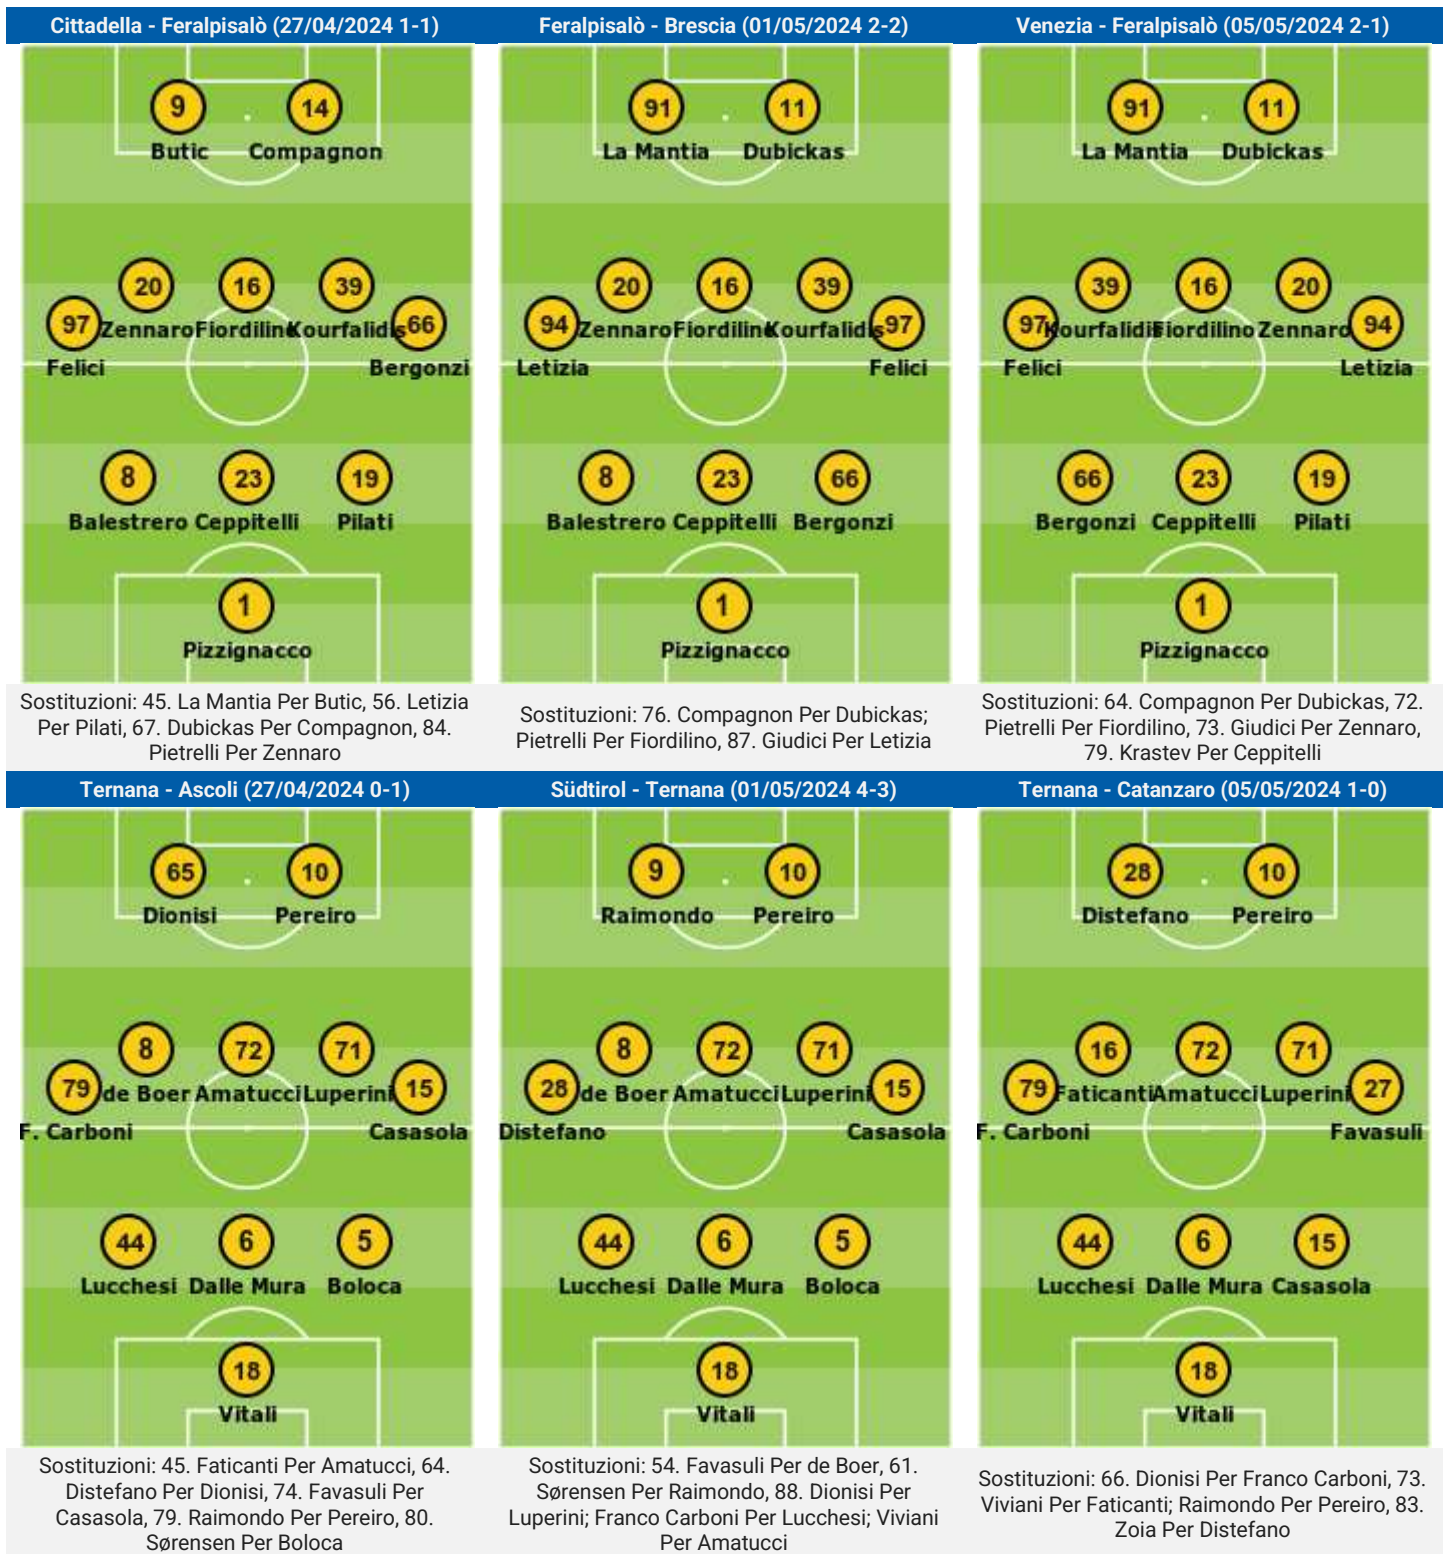 Cittadella - Feralpisalò (27/04/2024 1-1)
9 14
Butic Compagnon
20 16 39
97 66
Zennaro Fiordilino Kourfalidis
Felici Bergonzi
8 23 19
Balestrero Ceppitelli Pilati
1
Pizzignacco
Sostituzioni: 45. La Mantia Per Butic, 56. Letizia
Per Pilati, 67. Dubickas Per Compagnon, 84.
Pietrelli Per Zennaro
Feralpisalò - Brescia (01/05/2024 2-2)
91 11
La Mantia Dubickas
20 16 39
94 97
Zennaro Fiordilino Kourfalidis
Letizia Felici
8 23 66
Balestrero Ceppitelli Bergonzi
1
Pizzignacco
Sostituzioni: 76. Compagnon Per Dubickas;
Pietrelli Per Fiordilino, 87. Giudici Per Letizia
Venezia - Feralpisalò (05/05/2024 2-1)
91 11
La Mantia Dubickas
39 16 20
97 94
Kourfalidis Fiordilino Zennaro
Felici Letizia
66 23 19
Bergonzi Ceppitelli Pilati
1
Pizzignacco
Sostituzioni: 64. Compagnon Per Dubickas, 72.
Pietrelli Per Fiordilino, 73. Giudici Per Zennaro,
79. Krastev Per Ceppitelli
Ternana - Ascoli (27/04/2024 0-1)
65 10
Dionisi Pereiro
8 72 71
79 15
de Boer Amatucci Luperini
F. Carboni Casasola
44 6 5
Lucchesi Dalle Mura Boloca
18
Vitali
Sostituzioni: 45. Faticanti Per Amatucci, 64.
Distefano Per Dionisi, 74. Favasuli Per
Casasola, 79. Raimondo Per Pereiro, 80.
Sørensen Per Boloca
Südtirol - Ternana (01/05/2024 4-3)
9 10
Raimondo Pereiro
8 72 71
28 15
de Boer Amatucci Luperini
Distefano Casasola
44 6 5
Lucchesi Dalle Mura Boloca
18
Vitali
Sostituzioni: 54. Favasuli Per de Boer, 61.
Sørensen Per Raimondo, 88. Dionisi Per
Luperini; Franco Carboni Per Lucchesi; Viviani
Per Amatucci
Ternana - Catanzaro (05/05/2024 1-0)
28 10
Distefano Pereiro
16 72 71
79 27
Faticanti Amatucci Luperini
F. Carboni Favasuli
44 6 15
Lucchesi Dalle Mura Casasola
18
Vitali
Sostituzioni: 66. Dionisi Per Franco Carboni, 73.
Viviani Per Faticanti; Raimondo Per Pereiro, 83.
Zoia Per Distefano